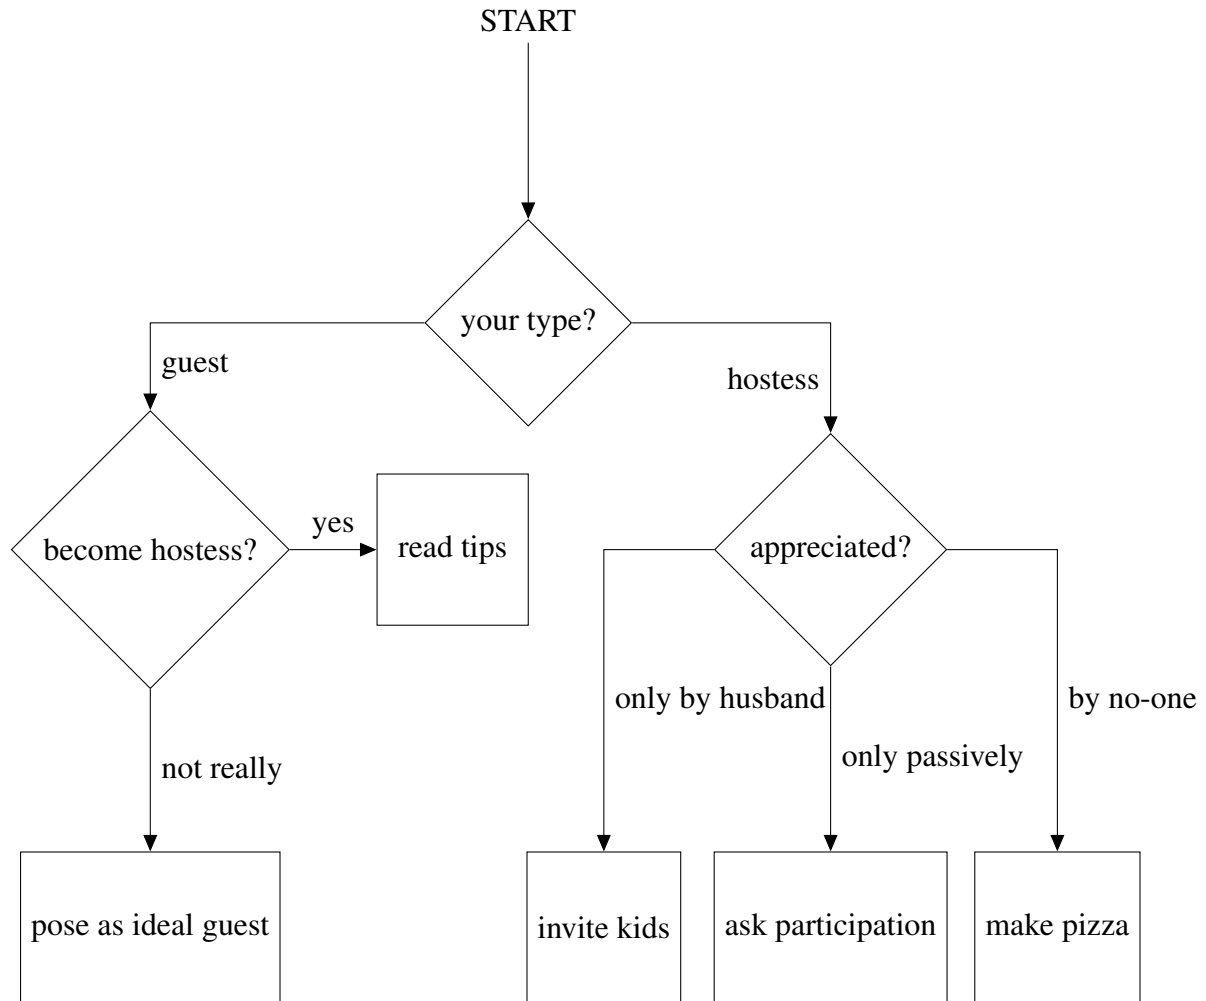 START
your type?
guest
hostess
become hostess?
yes
read tips
appreciated?
only by husband
by no-one
only passively
not really
pose as ideal guest
invite kids
ask participation
make pizza